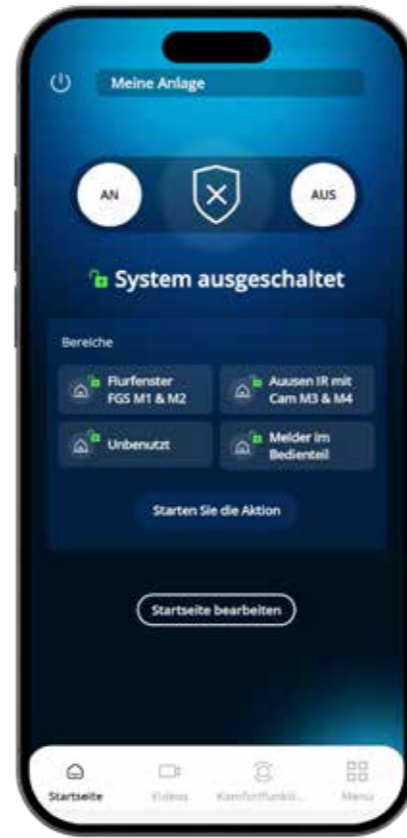 Meine Anlage
AN
AUS
System ausgeschaltet
Bereiche
Flurfenster
FGS M1 & M2
Auusen IR mit
Cam M3 & M4
Unbenutzt
Melder im
Bedienteil
Starten Sie die Aktion
Startseite bearbeiten
Startseite
Videos
Komfortfunkti...
Menü